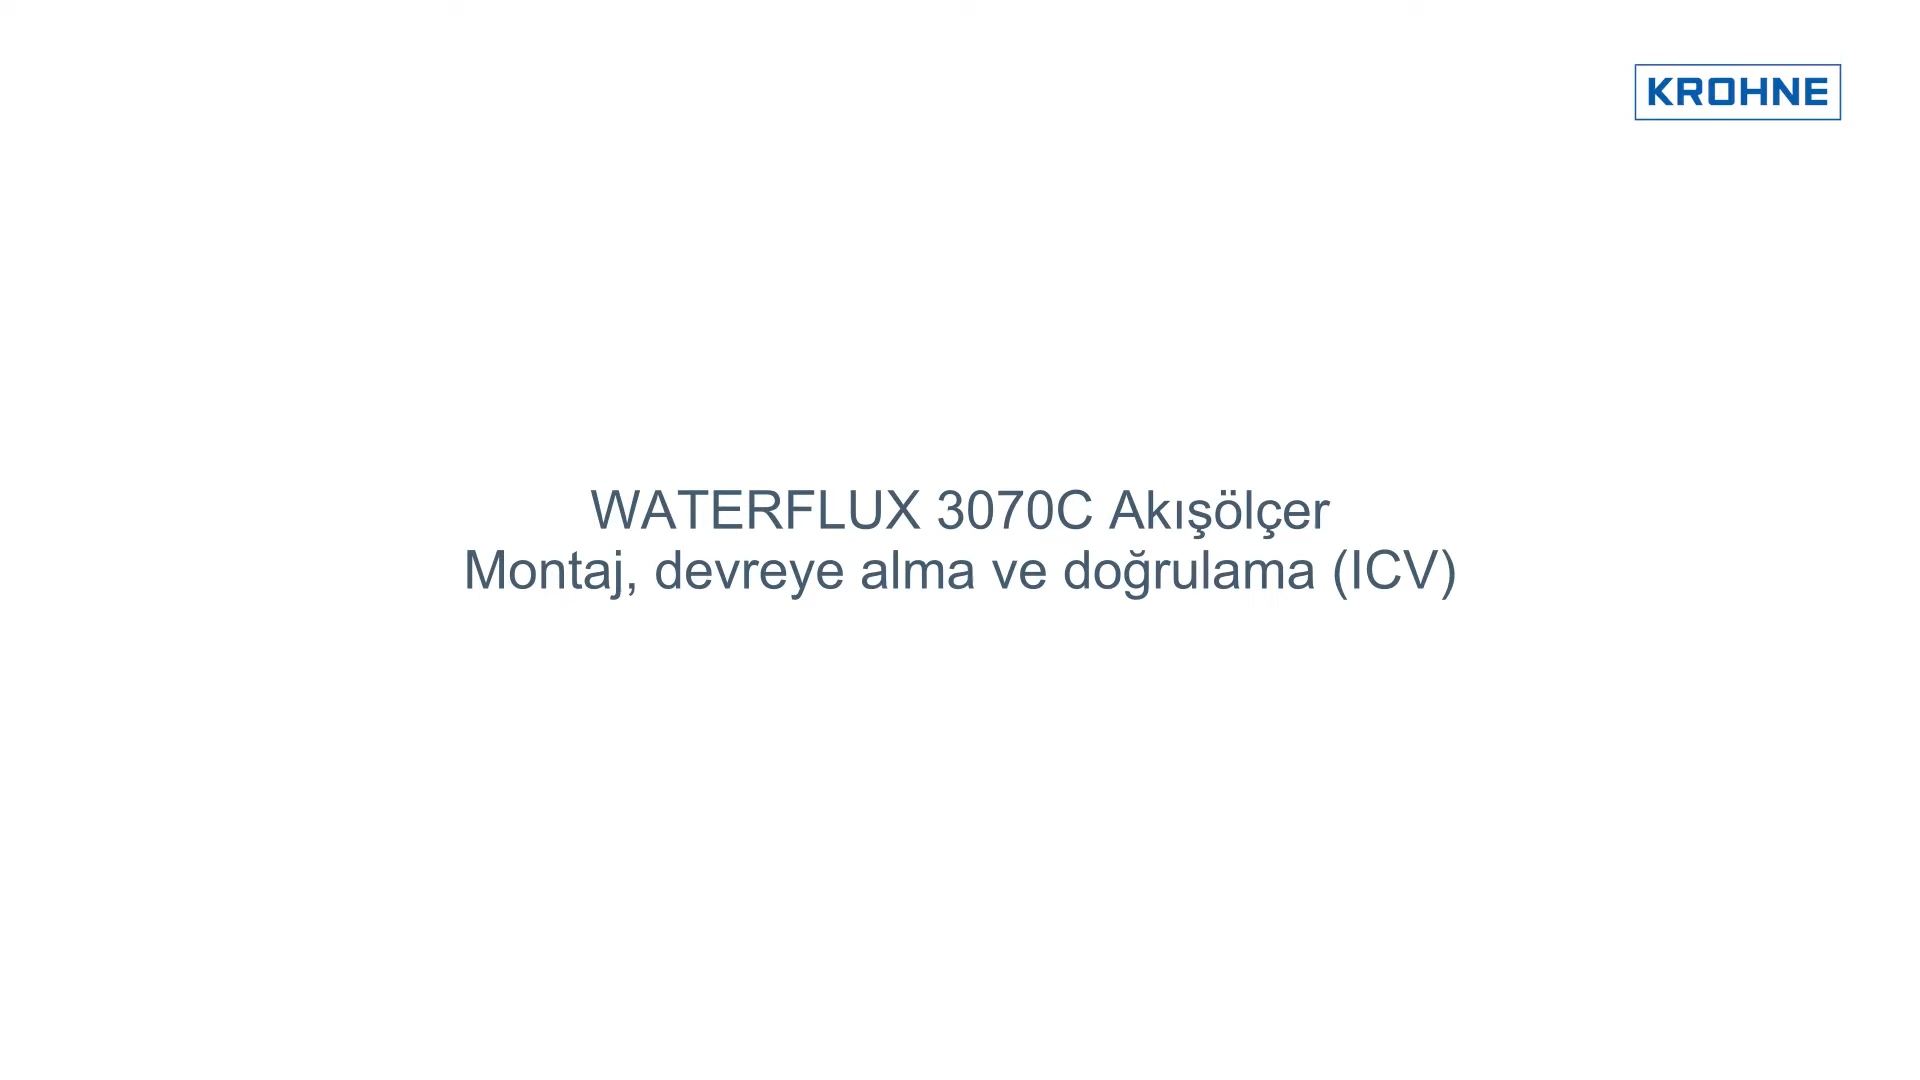 KROHNE
WATERFLUX 3070C Akışölçer
Montaj, devreye alma ve doğrulama (ICV)